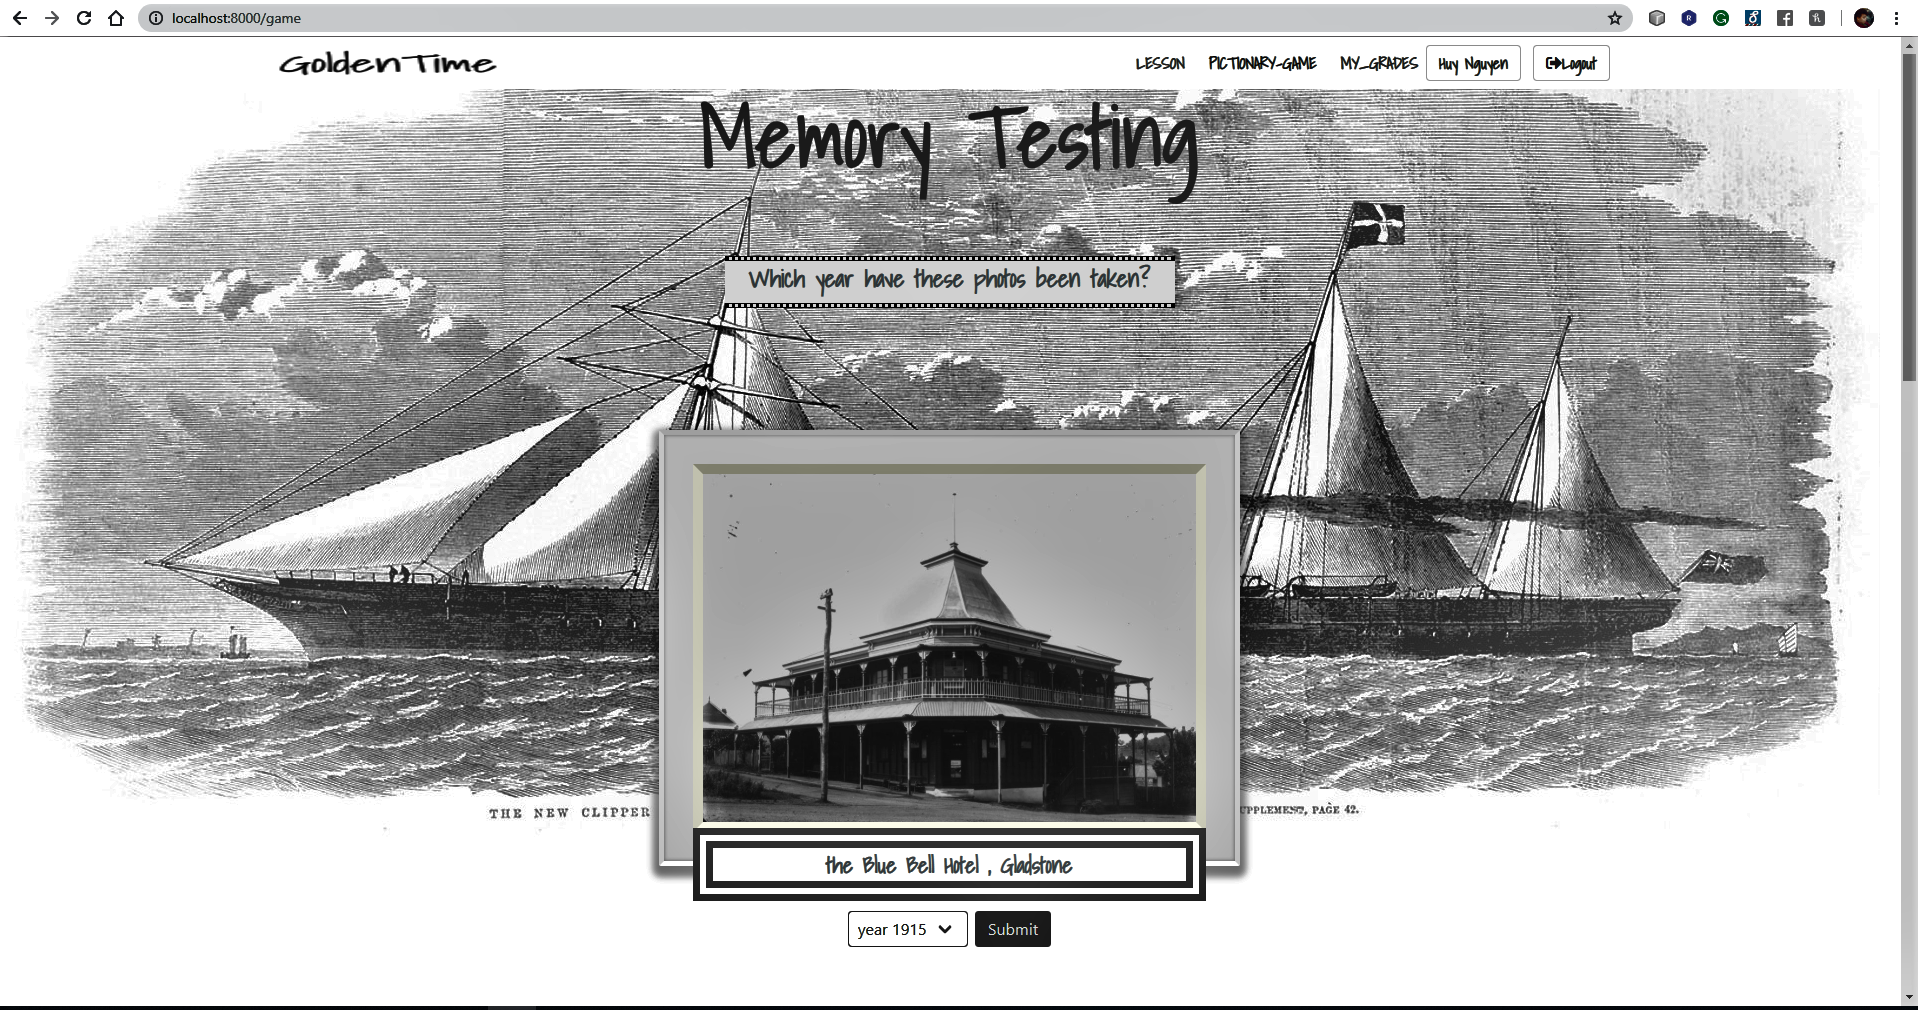 localhost:8000/game
GoldenTime
LESSON PICTIONARY-GAME MY_GRADES Huy Nguyen Logout
Memory Testing
Which year have these photos been taken?
THE NEW CLIPPER
UPPLEMENT, PAGE 42.
the Blue Bell Hotel , Gladstone
year 1915 Submit